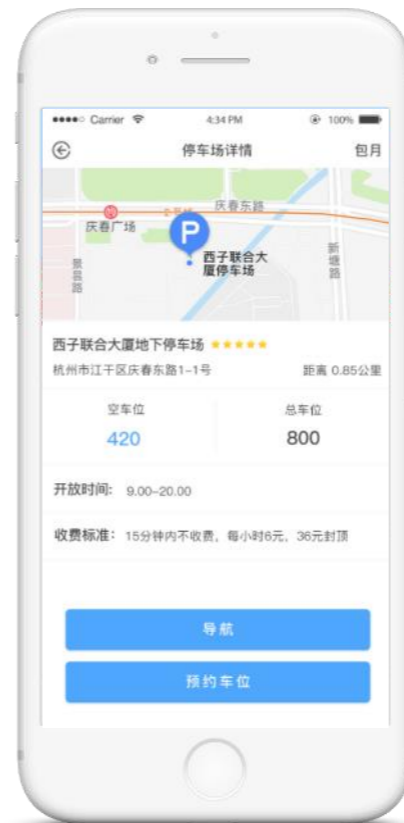 Carrier 4:34 PM 100%
停车场详情 包月
庆春东路
庆春广场
P
西子联合大
厦停车场
景昙路
新塘路
西子联合大厦地下停车场
杭州市江干区庆春东路1-1号 距离 0.85公里
空车位 总车位
420 800
开放时间: 9.00-20.00
收费标准: 15分钟内不收费, 每小时6元、36元封顶
导航
预约车位